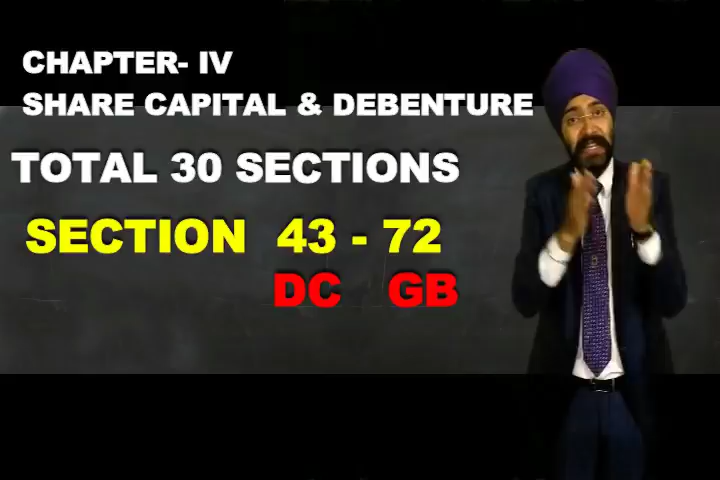 CHAPTER- IV
SHARE CAPITAL & DEBENTURE
TOTAL 30 SECTIONS
SECTION 43 - 72
DC GB